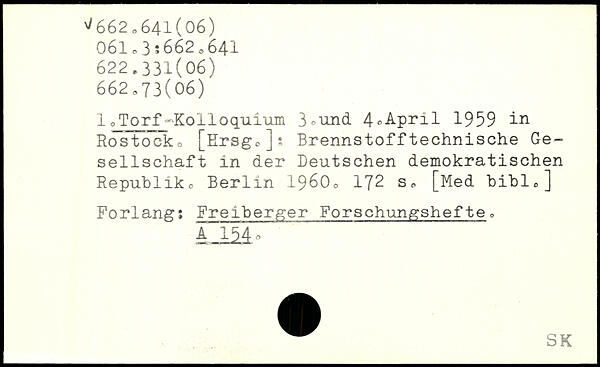 √662.641(06)
061.3:662.641
622.331(06)
662.73(06)
1.Torf-Kolloquium 3.und 4.April 1959 in
Rostock. [Hrsg.]: Brennstofftechnische Ge-
sellschaft in der Deutschen demokratischen
Republik. Berlin 1960. 172 s. [Med bibl.]
Forlang: Freiberger Forschungshefte.
A 154.
SK